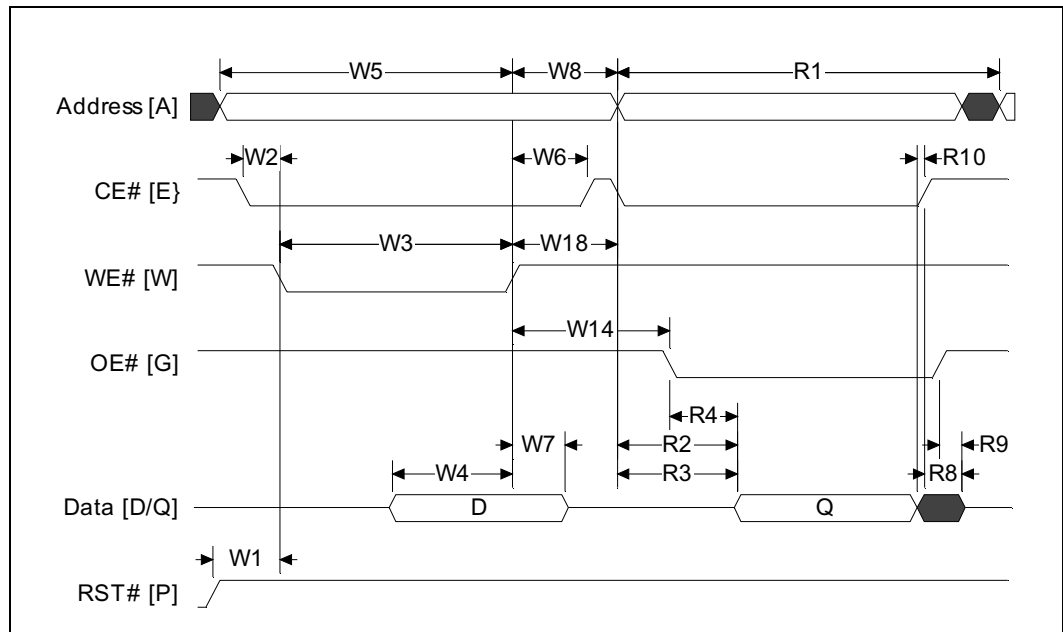 W5 W8 R1
Address [A]
W2 W6 R10
CE# [E}
W3 W18
WE# [W]
W14
OE# [G]
R4
W7 R2 R9
W4 R3 R8
Data [D/Q] D Q
W1
RST# [P]